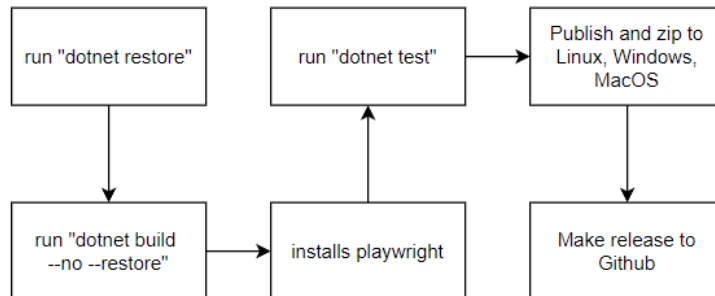 run "dotnet restore"
run "dotnet build
--no --restore"
installs playwright
run "dotnet test"
Publish and zip to
Linux, Windows,
MacOS
Make release to
Github